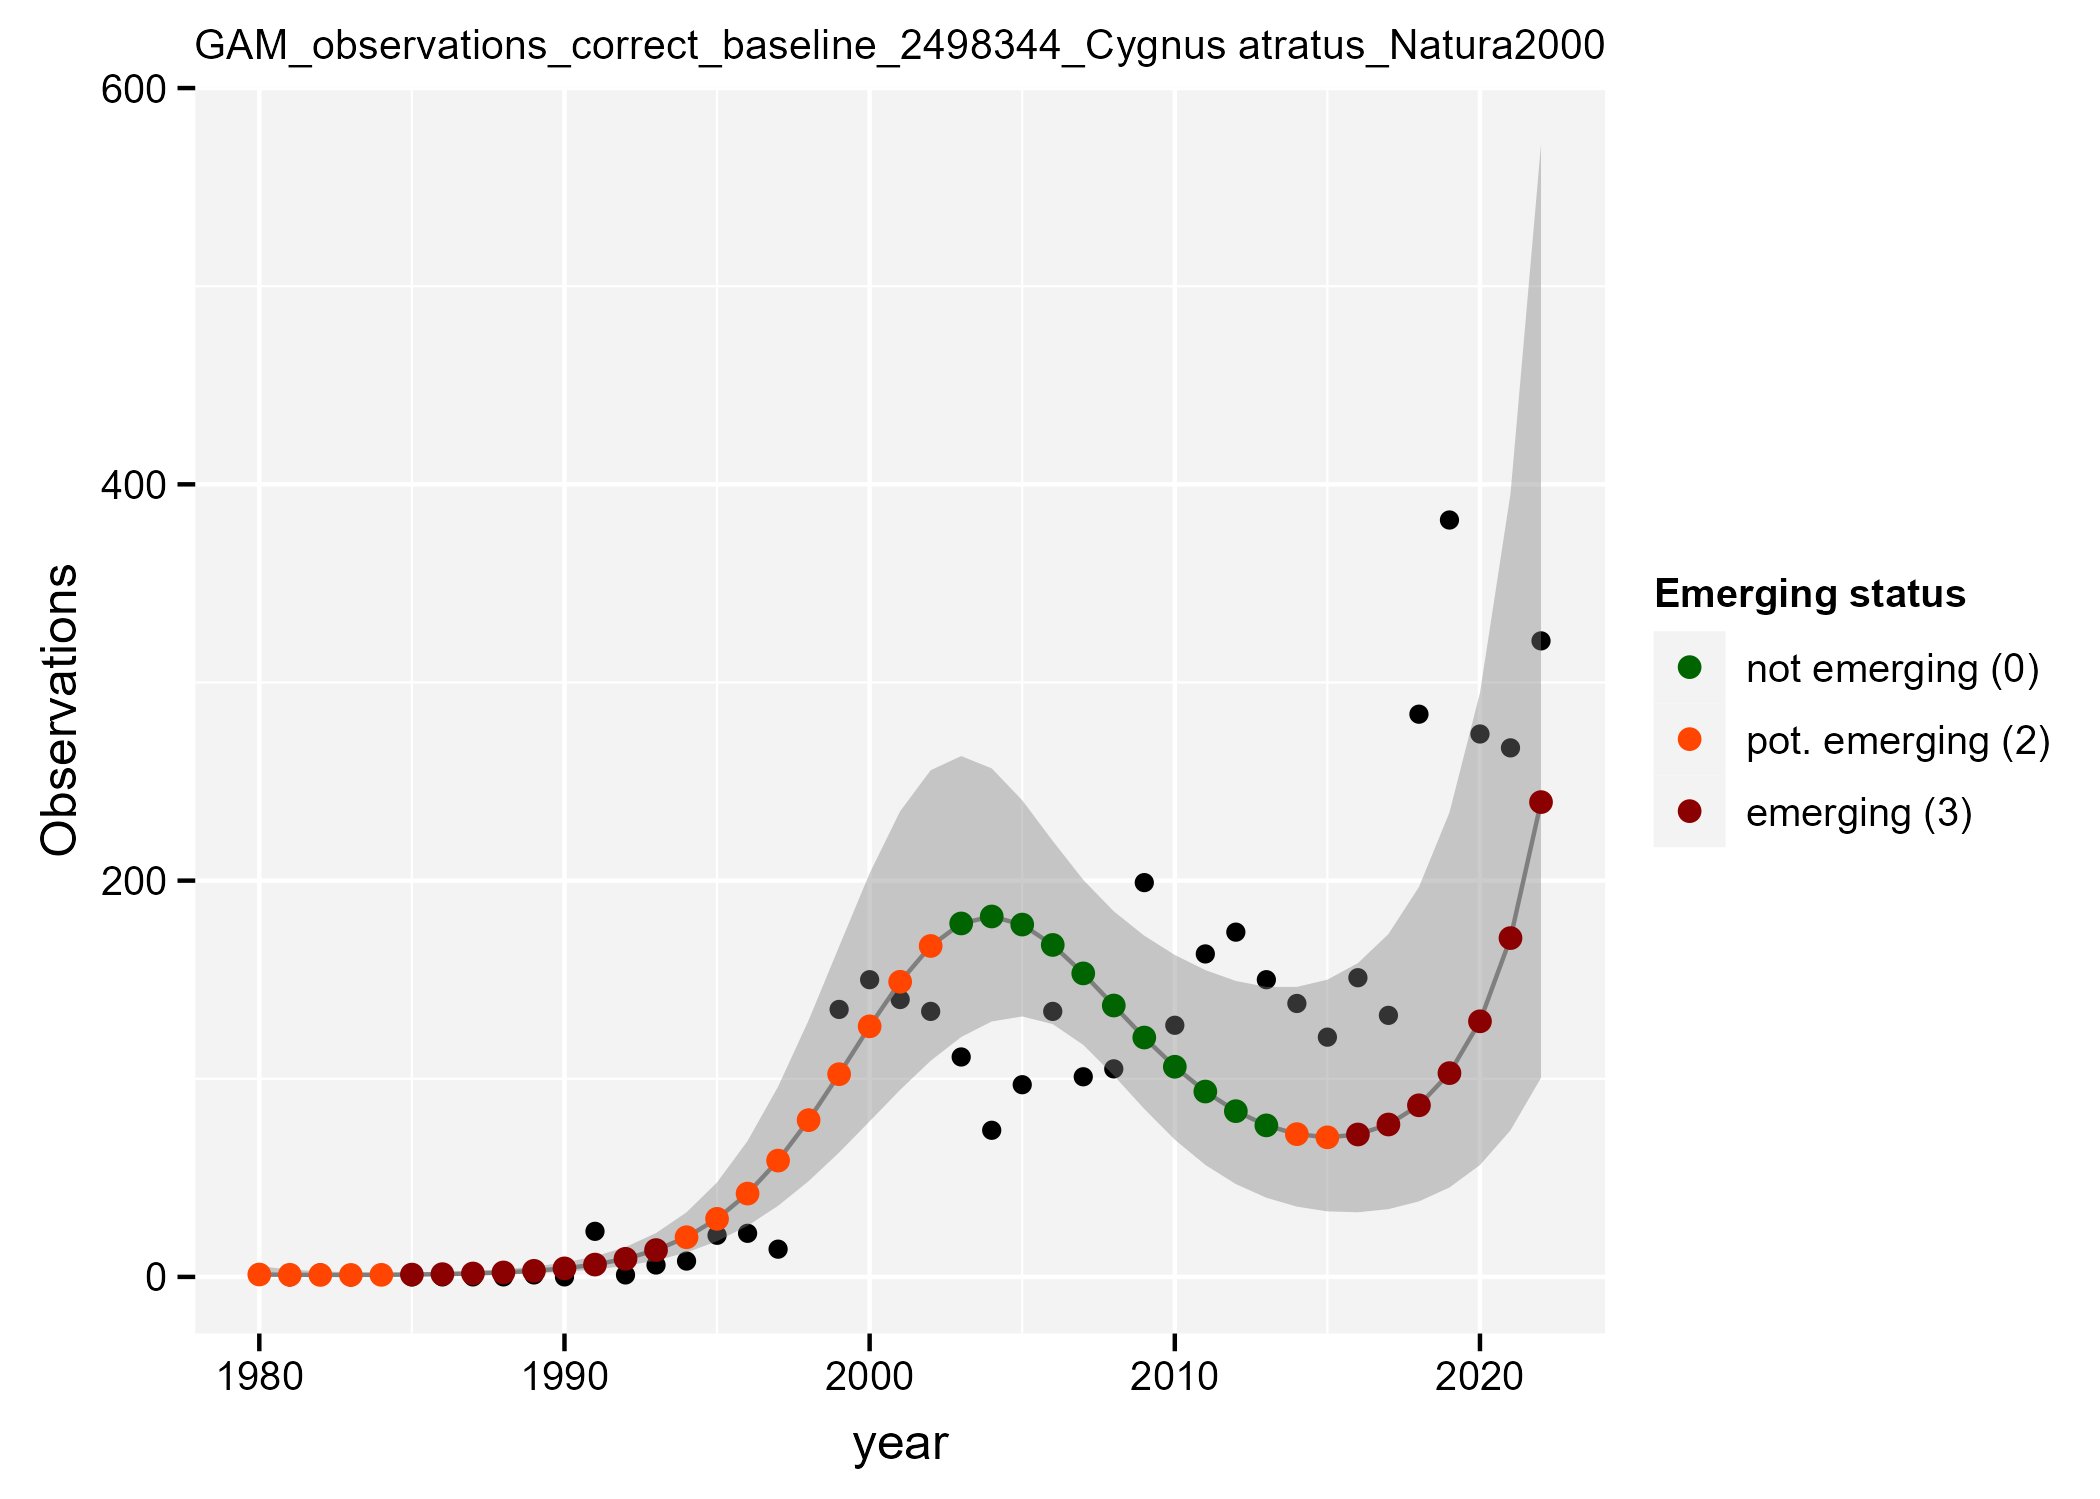 GAM_observations_correct_baseline_2498344_Cygnus atratus_Natura2000
600
400
200
0
Observations
1980 1990 2000 2010 2020
year
Emerging status
not emerging (0)
pot. emerging (2)
emerging (3)